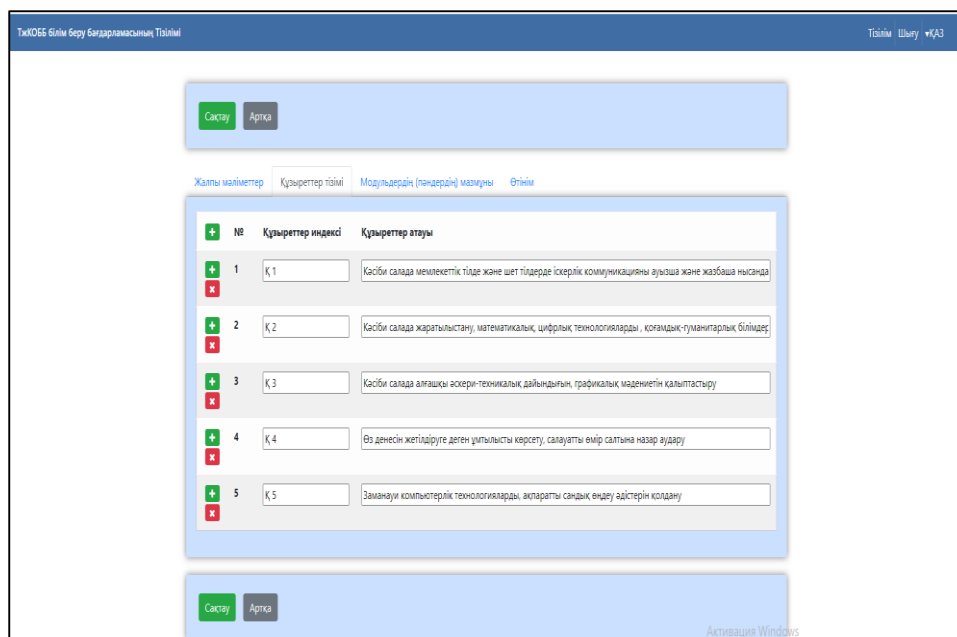 ТжКОББ білім беру бағдарламасының Тізілімі
Тізілім Шығу ▾ҚАЗ
Сақтау Артқа
Жалпы мәліметтер Құзыреттер тізімі Модульдердің (пәндердің) мазмұны Өтінім
+ № Құзыреттер индексі Құзыреттер атауы
+ 1 Қ 1 Кәсіби салада мемлекеттік тілде және шет тілдерде іскерлік коммуникацияны ауызша және жазбаша нысанда
x
+ 2 Қ 2 Кәсіби салада жаратылыстану, математикалық, цифрлық технологияларды , қоғамдық-гуманитарлық білімдер
x
+ 3 Қ 3 Кәсіби салада алғашқы әскери-техникалық дайындығын, графикалық мәдениетін қалыптастыру
x
+ 4 Қ 4 Өз денесін жетілдіруге деген ұмтылысты көрсету, салауатты өмір салтына назар аудару
x
+ 5 Қ 5 Заманауи компьютерлік технологияларды, ақпаратты сандық өңдеу әдістерін қолдану
x
Сақтау Артқа
Активация Windows